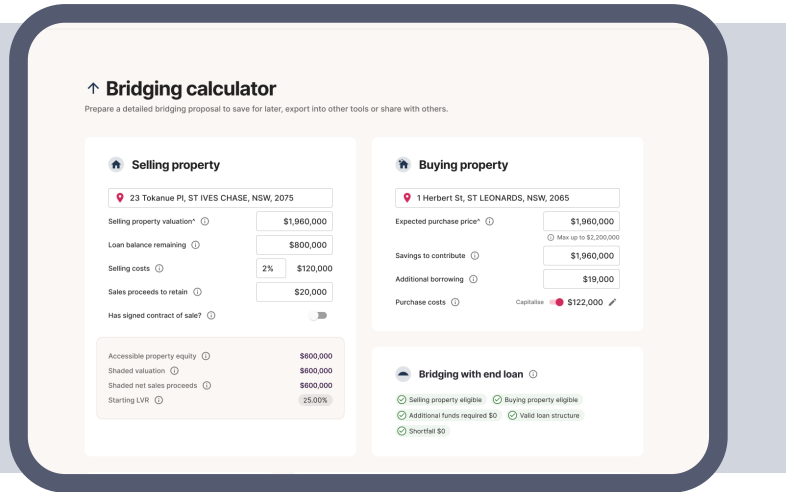 Bridging calculator
Prepare a detailed bridging proposal to save for later, export into other tools or share with others.
Selling property
23 Tokanue Pl, ST IVES CHASE, NSW, 2075
Selling property valuation^ $1,960,000
Loan balance remaining $800,000
Selling costs 2% $120,000
Sales proceeds to retain $20,000
Has signed contract of sale?
Accessible property equity $600,000
Shaded valuation $600,000
Shaded net sales proceeds $600,000
Starting LVR 25.00%
Buying property
1 Herbert St, ST LEONARDS, NSW, 2065
Expected purchase price^ $1,960,000
Max up to $2,200,000
Savings to contribute $1,960,000
Additional borrowing $19,000
Purchase costs Capitalise $122,000
Bridging with end loan
Selling property eligible Buying property eligible
Additional funds required $0 Valid loan structure
Shortfall $0